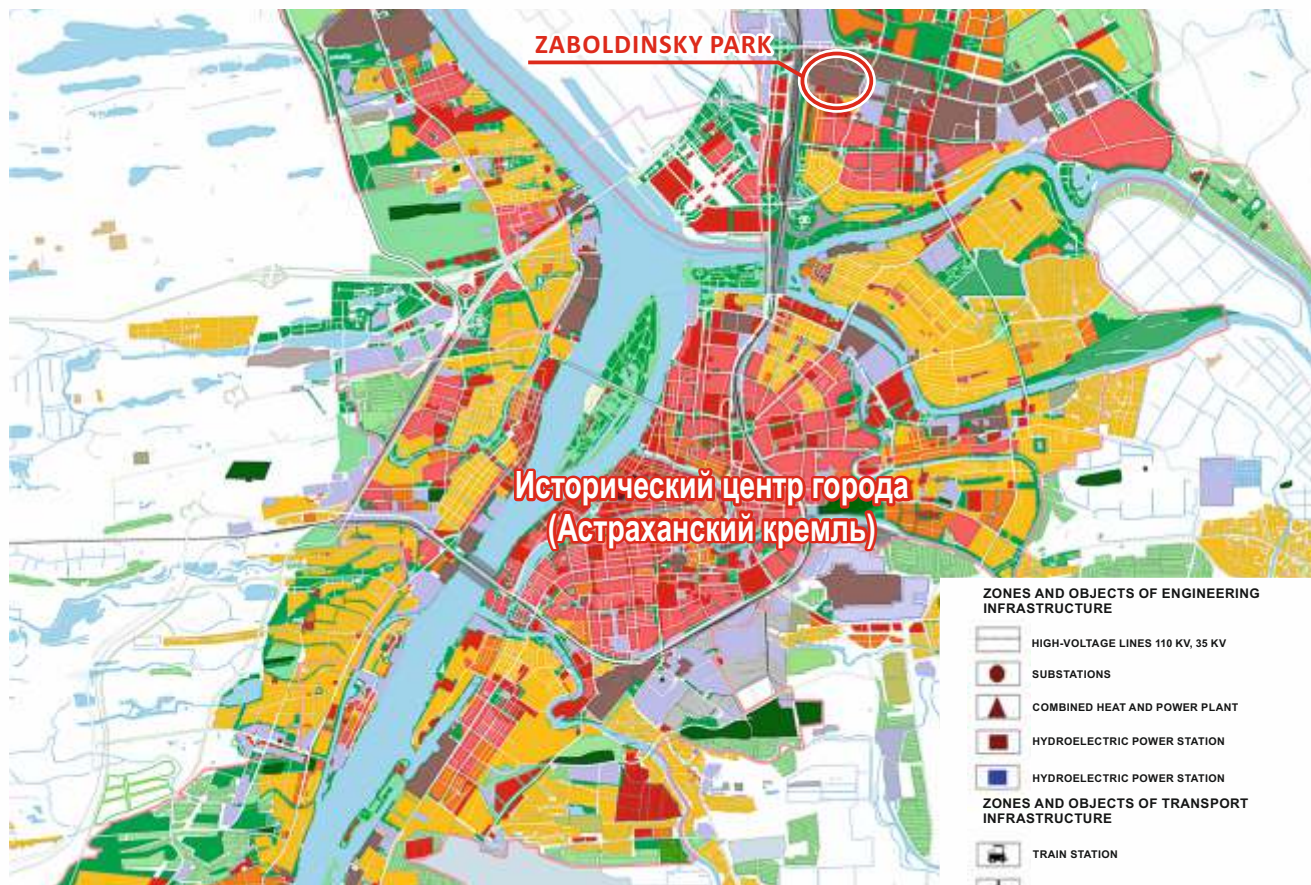 ZABOLDINSKY PARK
Исторический центр города
(Астраханский кремль)
ZONES AND OBJECTS OF ENGINEERING
INFRASTRUCTURE
HIGH-VOLTAGE LINES 110 KV, 35 KV
SUBSTATIONS
COMBINED HEAT AND POWER PLANT
HYDROELECTRIC POWER STATION
HYDROELECTRIC POWER STATION
ZONES AND OBJECTS OF TRANSPORT
INFRASTRUCTURE
TRAIN STATION